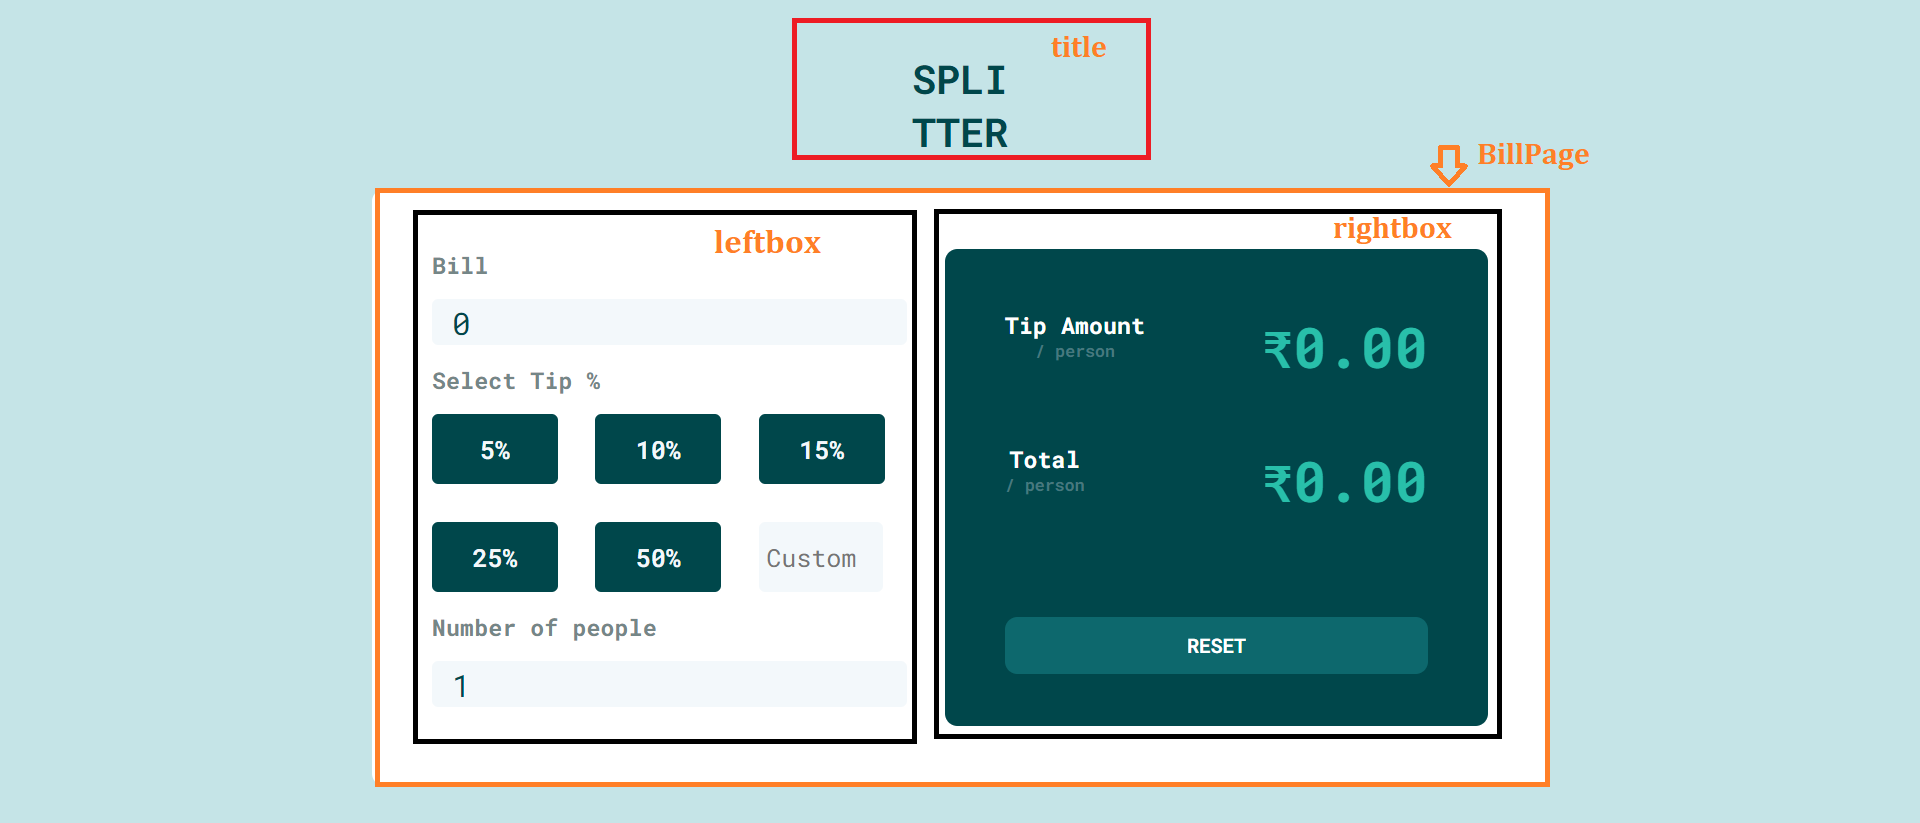 title
SPLI
TTER
BillPage
leftbox
Bill
0
Select Tip %
5% 10% 15%
25% 50% Custom
Number of people
1
rightbox
Tip Amount ₹0.00
/ person
Total ₹0.00
/ person
RESET